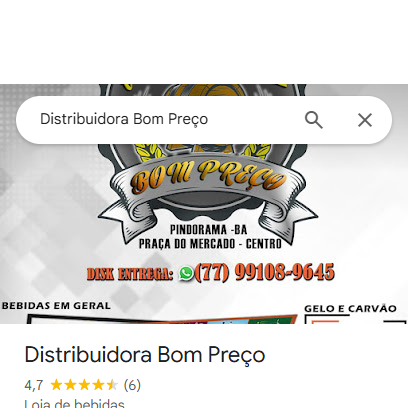 Distribuidora Bom Preço
BOM PREÇO
PINDORAMA -BA
PRAÇA DO MERCADO - CENTRO
DISK ENTREGA: (77) 99108-9645
BEBIDAS EM GERAL
GELO E CARVÃO
Distribuidora Bom Preço
4,7 (6)
Loja de bebidas